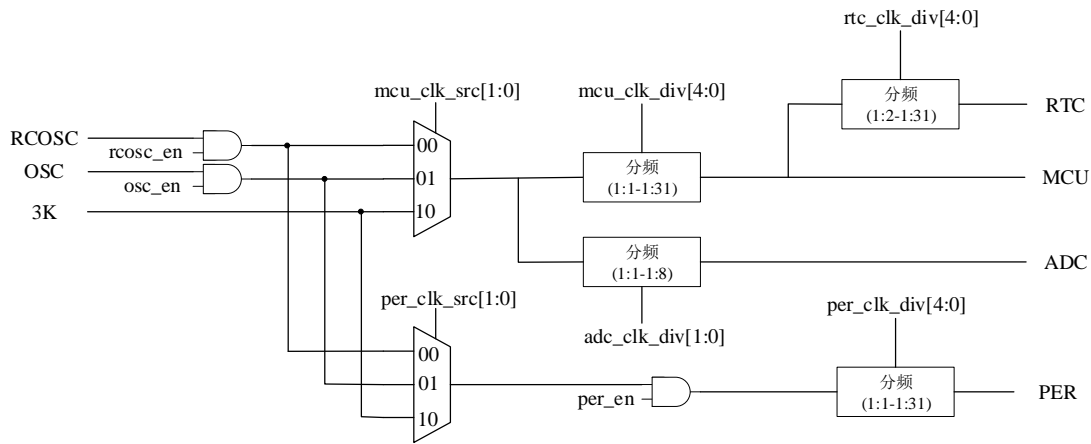 rtc_clk_div[4:0]
mcu_clk_src[1:0]
mcu_clk_div[4:0]
分频
(1:2-1:31)
RTC
RCOSC
rcosc_en
00
OSC
osc_en
01
分频
(1:1-1:31)
MCU
3K
10
分频
(1:1-1:8)
ADC
per_clk_src[1:0]
adc_clk_div[1:0]
per_clk_div[4:0]
00
01
per_en
分频
(1:1-1:31)
PER
10